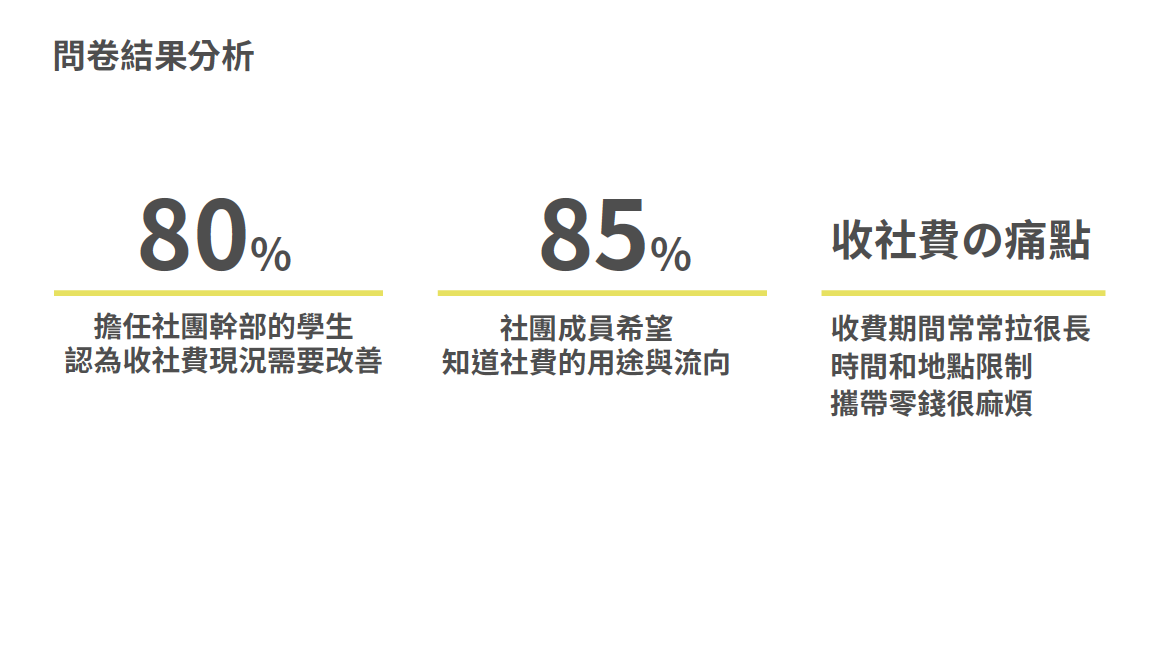 問卷結果分析
80%
擔任社團幹部的學生
認為收社費現況需要改善
85%
社團成員希望
知道社費的用途與流向
收社費の痛點
收費期間常常拉很長
時間和地點限制
攜帶零錢很麻煩